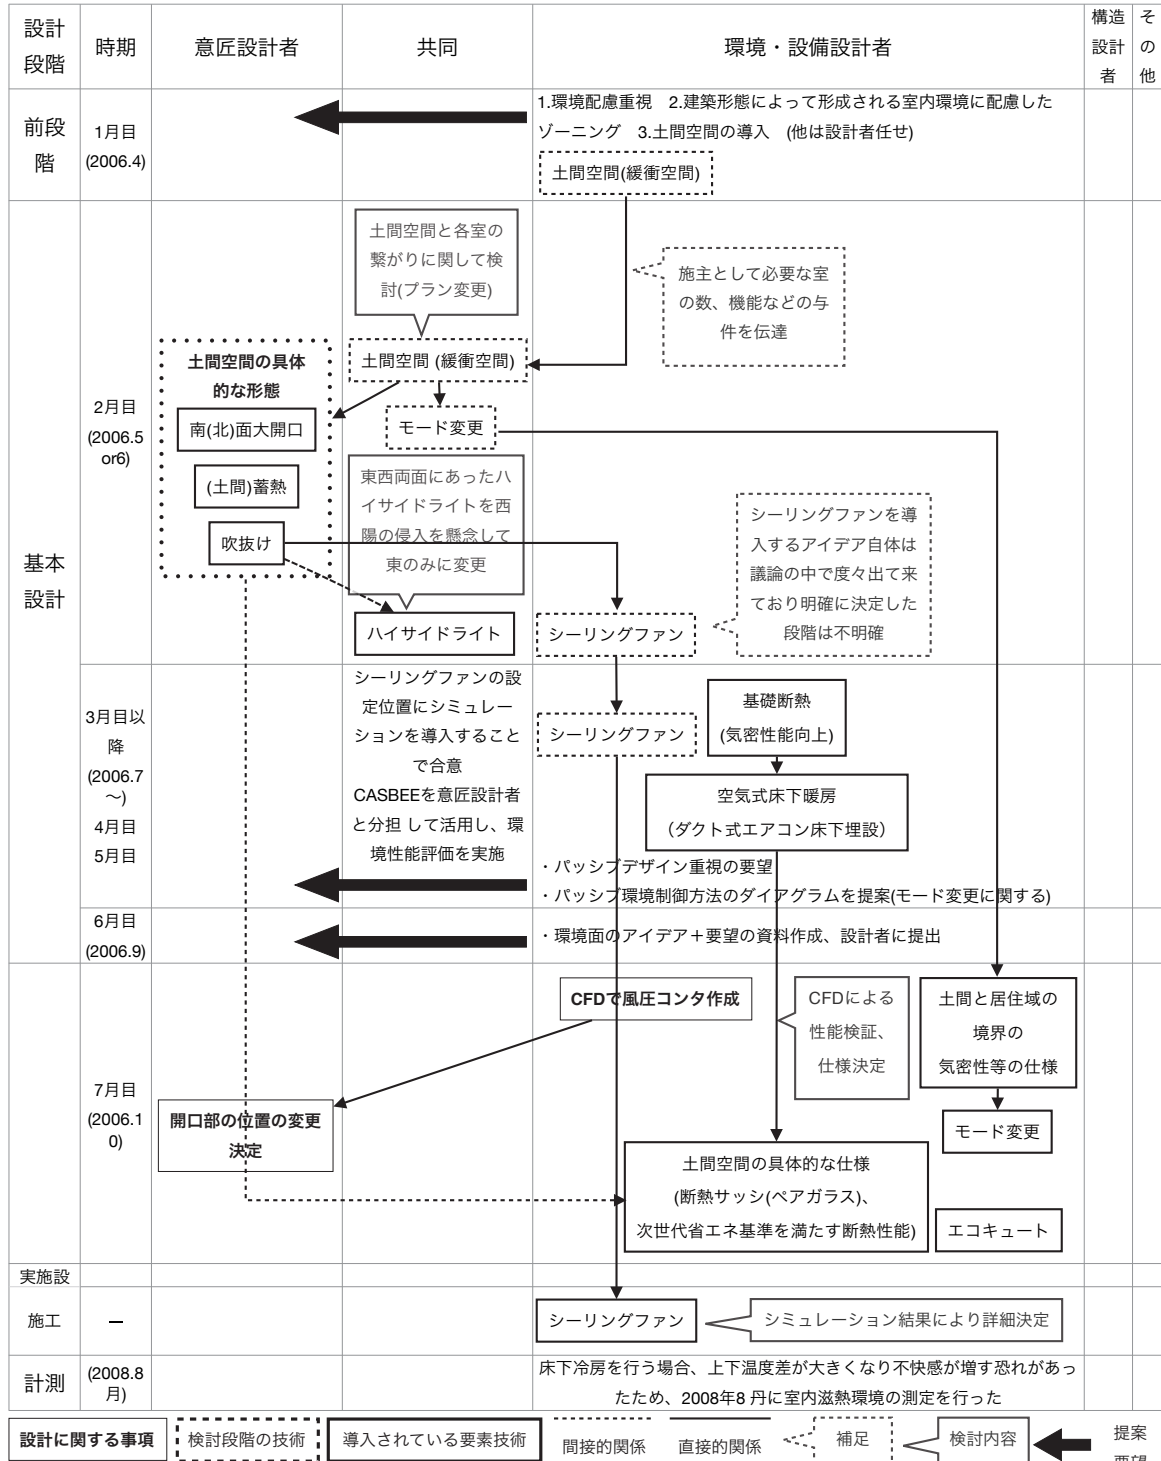 設計
段階
時期
意匠設計者
共同
環境・設備設計者
構造
設計
者
そ
の
他
前段
階
1月目
(2006.4)
1.環境配慮重視　2.建築形態によって形成される室内環境に配慮した
ゾーニング　3.土間空間の導入　(他は設計者任せ)
土間空間(緩衝空間)
基本
設計
2月目
(2006.5
or6)
土間空間と各室の
繋がりに関して検
討(プラン変更)
施主として必要な室
の数、機能などの与
件を伝達
土間空間の具体
的な形態
南(北)面大開口
(土間)蓄熱
吹抜け
土間空間 (緩衝空間)
モード変更
東西両面にあったハ
イサイドライトを西
陽の侵入を懸念して
東のみに変更
ハイサイドライト
シーリングファン
シーリングファンを導
入するアイデア自体は
議論の中で度々出て来
ており明確に決定した
段階は不明確
3月目以
降
(2006.7
〜)
4月目
5月目
シーリングファンの設
定位置にシミュレー
ションを導入すること
で合意
CASBEEを意匠設計者
と分担 して活用し、環
境性能評価を実施
シーリングファン
基礎断熱
(気密性能向上)
空気式床下暖房
（ダクト式エアコン床下埋設）
・パッシブデザイン重視の要望
・パッシブ環境制御方法のダイアグラムを提案(モード変更に関する)
6月目
(2006.9)
・環境面のアイデア＋要望の資料作成、設計者に提出
7月目
(2006.1
0)
CFDで風圧コンタ作成
CFDによる
性能検証、
仕様決定
土間と居住域の
境界の
気密性等の仕様
開口部の位置の変更
決定
モード変更
土間空間の具体的な仕様
(断熱サッシ(ペアガラス)、
次世代省エネ基準を満たす断熱性能)
エコキュート
実施設
施工
—
シーリングファン
シミュレーション結果により詳細決定
計測
(2008.8
月)
床下冷房を行う場合、上下温度差が大きくなり不快感が増す恐れがあっ
たため、2008年8 丹に室内滋熱環境の測定を行った
設計に関する事項
検討段階の技術
導入されている要素技術
間接的関係
直接的関係
補足
検討内容
提案
要望